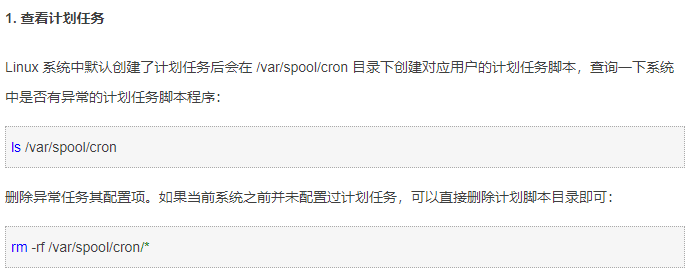 1. 查看计划任务
Linux 系统中默认创建了计划任务后会在 /var/spool/cron 目录下创建对应用户的计划任务脚本，查询一下系统
中是否有异常的计划任务脚本程序：
ls /var/spool/cron
删除异常任务其配置项。如果当前系统之前并未配置过计划任务，可以直接删除计划脚本目录即可：
rm -rf /var/spool/cron/*